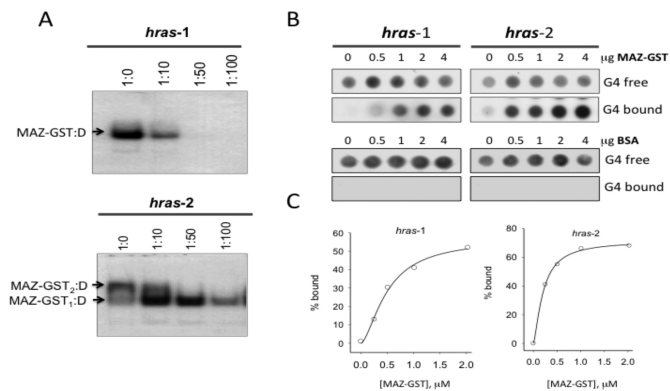 A
hras-1
1:0
1:10
1:50
1:100
MAZ-GST:D
hras-2
1:0
1:10
1:50
1:100
MAZ-GST₂:D
MAZ-GST₁:D
B
hras-1 hras-2
0 0.5 1 2 4 0 0.5 1 2 4 µg MAZ-GST
G4 free
G4 bound
µg BSA
0 0.5 1 2 4 0 0.5 1 2 4
G4 free
G4 bound
C
hras-1
% bound
60
50
40
30
20
10
0
0.0 0.5 1.0 1.5 2.0
[MAZ-GST], µM
hras-2
% bound
80
60
40
20
0
0.0 0.5 1.0 1.5 2.0
[MAZ-GST], µM